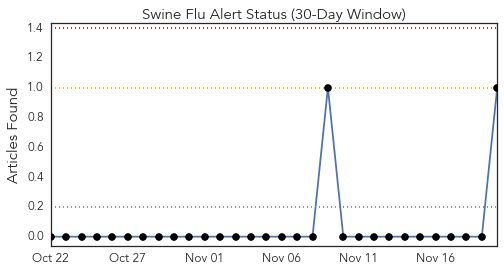 Swine Flu Alert Status (30-Day Window)
Articles Found
1.4
1.2
1.0
0.8
0.6
0.4
0.2
0.0
Oct 22 Oct 27 Nov 01 Nov 06 Nov 11 Nov 16